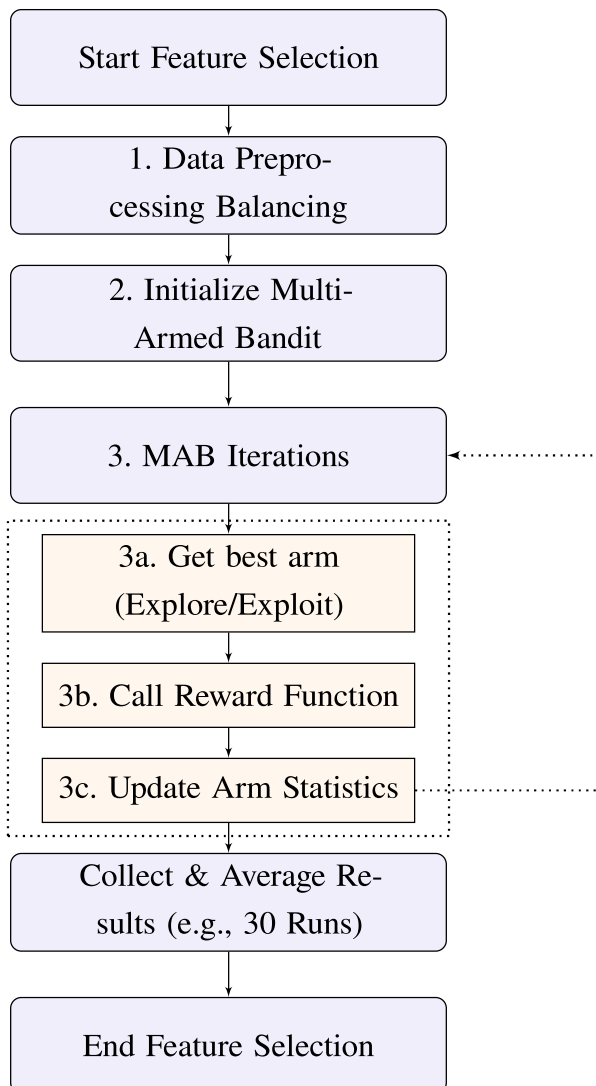 Start Feature Selection
1. Data Prepro-
cessing Balancing
2. Initialize Multi-
Armed Bandit
3. MAB Iterations
3a. Get best arm
(Explore/Exploit)
3b. Call Reward Function
3c. Update Arm Statistics
Collect & Average Re-
sults (e.g., 30 Runs)
End Feature Selection